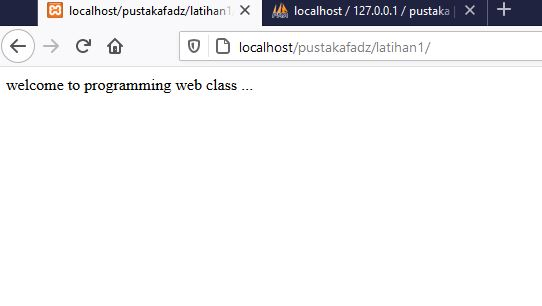 localhost/pustakafadz/latihan1/
localhost / 127.0.0.1 / pustaka |
localhost/pustakafadz/latihan1/
welcome to programming web class ...